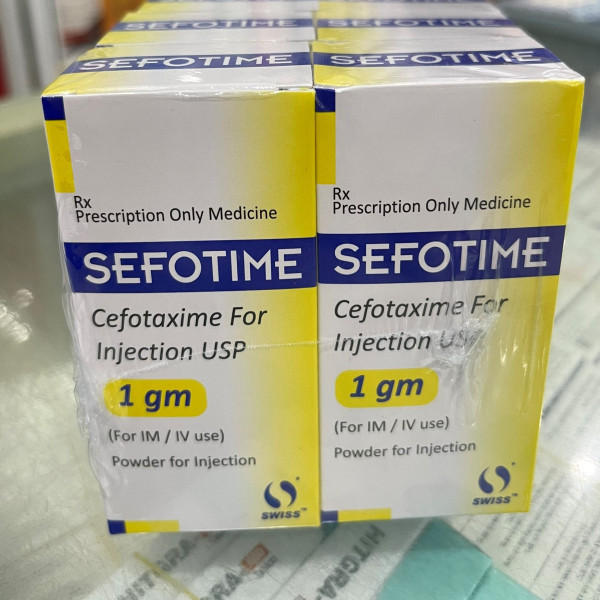 SEFOTIME
SEFOTIME
SEFOTIME
SEFOTIME
Rx
Prescription Only Medicine
SEFOTIME
Cefotaxime For
Injection USP
1 gm
(For IM / IV use)
Powder for Injection
SWISS™
Rx
Prescription Only Medicine
SEFOTIME
Cefotaxime For
Injection USP
1 gm
(For IM / IV use)
Powder for Injection
SWISS™